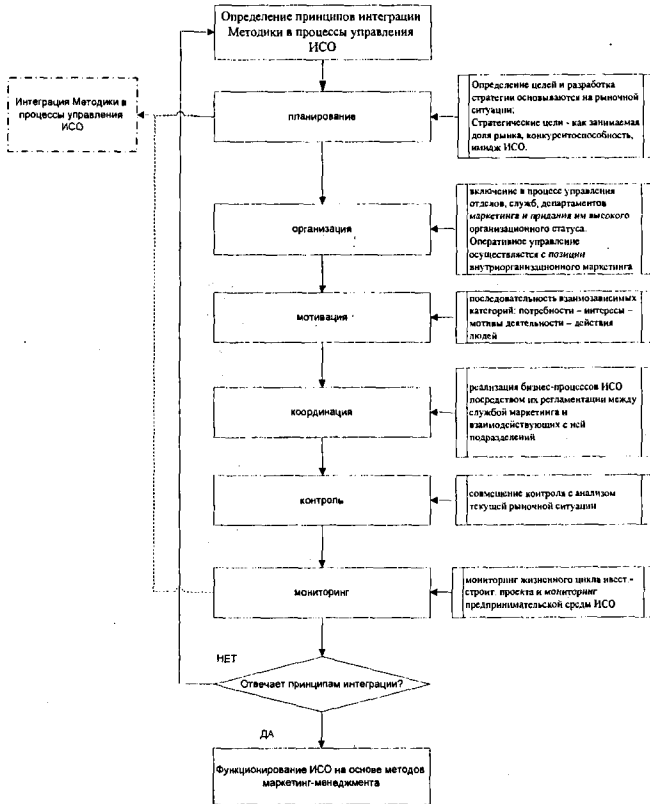 Определение принципов интеграции
Методики в процессы управления
ИСО
Интеграция Методики в
процессы управления
ИСО
планирование
Определение целей и разработка
стратегии основываются на рыночной
ситуации;
Стратегические цели - как занимаемая
доля рынка, конкурентоспособность,
имидж ИСО.
организация
включение в процесс управления
отделов, служб, департаментов
маркетинга и придания им высокого
организационного статуса.
Оперативное управление
осуществляется с позиции
внутриорганизационного маркетинга
мотивация
последовательность взаимозависимых
категорий: потребности – интересы –
мотивы деятельности – действия
людей
координация
реализация бизнес-процессов ИСО
посредством их регламентации между
службой маркетинга и
взаимодействующих с ней
подразделений
контроль
совмещение контроля с анализом
текущей рыночной ситуации
мониторинг
мониторинг жизненного цикла инвест.-
строит. проекта и мониторинг
предпринимательской среды ИСО
НЕТ
Отвечает принципам интеграции?
ДА
Функционирование ИСО на основе методов
маркетинг-менеджмента